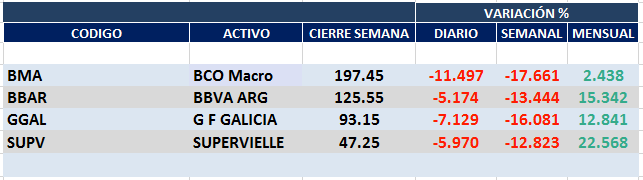 VARIACIÓN %
CODIGO ACTIVO CIERRE SEMANA DIARIO SEMANAL MENSUAL
BMA BCO Macro 197.45 -11.497 -17.661 2.438
BBAR BBVA ARG 125.55 -5.174 -13.444 15.342
GGAL G F GALICIA 93.15 -7.129 -16.081 12.841
SUPV SUPERVIELLE 47.25 -5.970 -12.823 22.568